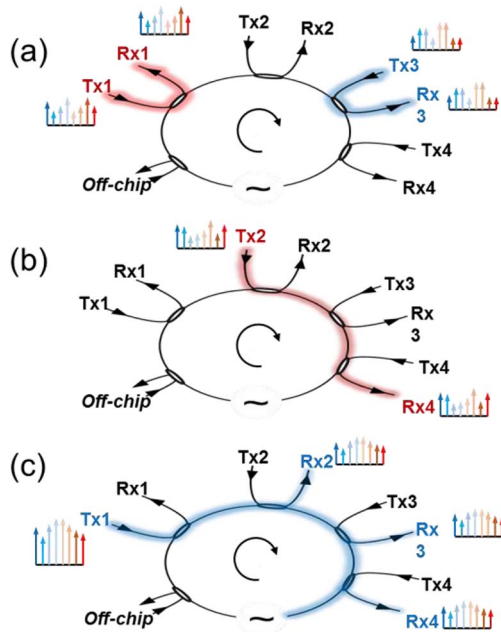 (a)
Tx2
Rx2
Rx1
Tx3
Tx1
Rx
3
Tx4
Off-chip
Rx4
~
(b)
Tx2
Rx2
Rx1
Tx3
Tx1
Rx
3
Tx4
Off-chip
Rx4
~
(c)
Tx2
Rx2
Rx1
Tx3
Tx1
Rx
3
Tx4
Off-chip
Rx4
~